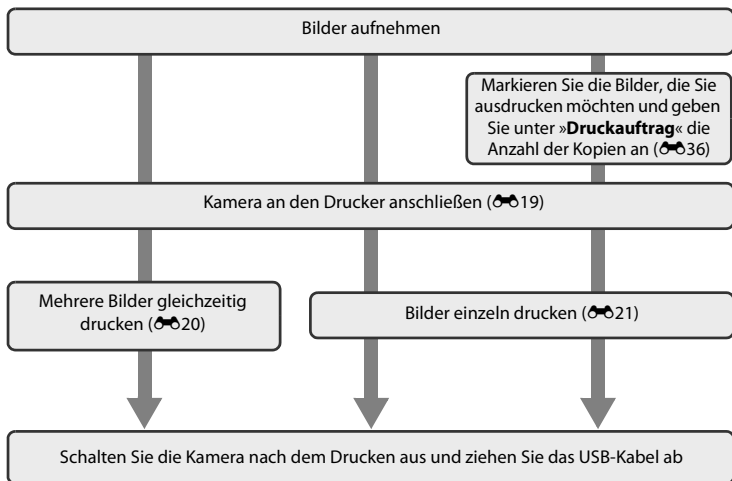 Bilder aufnehmen
Markieren Sie die Bilder, die Sie
ausdrucken möchten und geben
Sie unter »Druckauftrag« die
Anzahl der Kopien an (36)
Kamera an den Drucker anschließen (19)
Mehrere Bilder gleichzeitig
drucken (20)
Bilder einzeln drucken (21)
Schalten Sie die Kamera nach dem Drucken aus und ziehen Sie das USB-Kabel ab